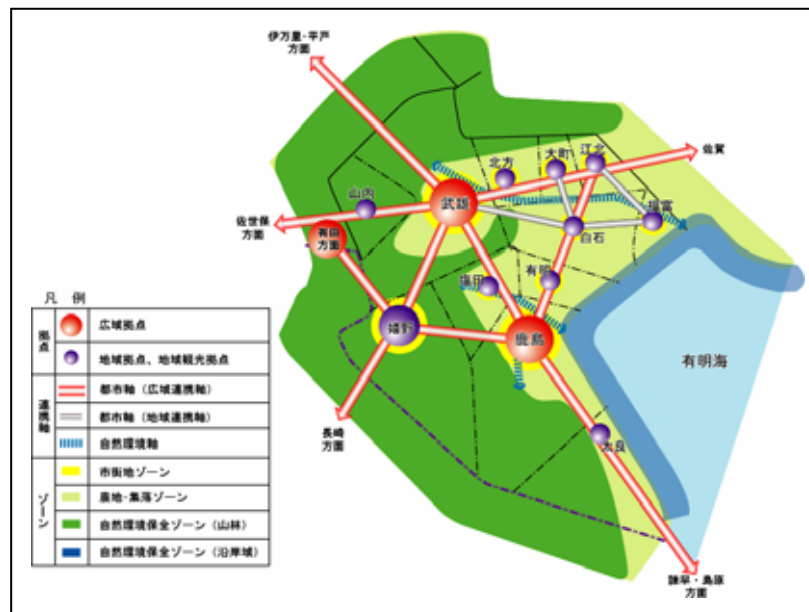 伊万里・平戸
方面
佐賀
北方
大町
江北
山内
武雄
福富
佐世保
方面
有田
方面
白石
塩田
有明
嬉野
鹿島
有明海
長崎
方面
太良
諫早・島原
方面
凡 例
拠点
広域拠点
地域拠点、地域観光拠点
連携軸
都市軸（広域連携軸）
都市軸（地域連携軸）
自然環境軸
ゾーン
市街地ゾーン
農地・集落ゾーン
自然環境保全ゾーン（山林）
自然環境保全ゾーン（沿岸域）